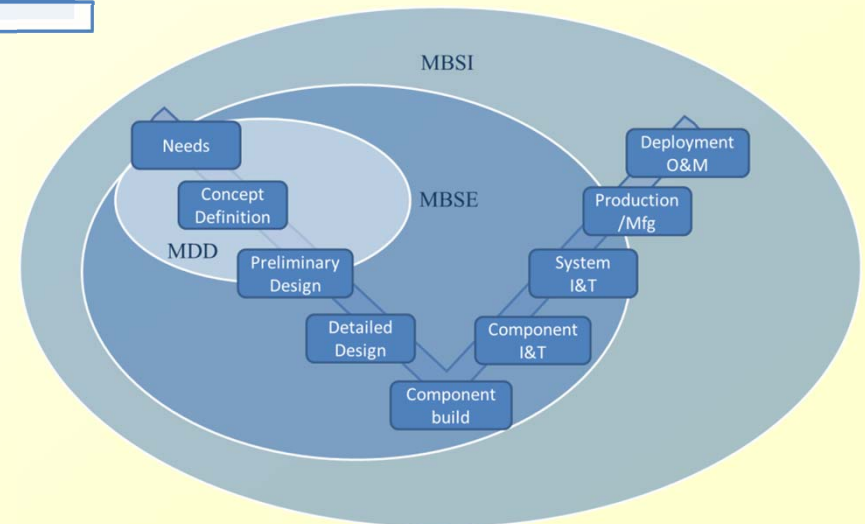 MBSI
Needs
Deployment
O&M
Concept
Definition
MBSE
Production
/Mfg
MDD
Preliminary
Design
System
I&T
Detailed
Design
Component
I&T
Component
build